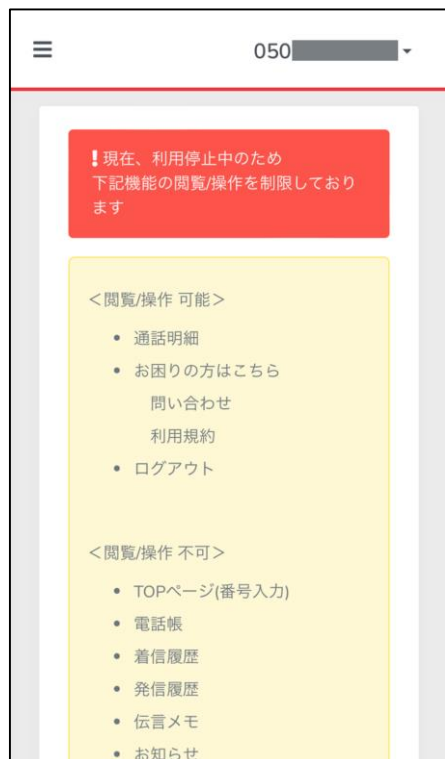 050
!現在、利用停止中のため
下記機能の閲覧/操作を制限しており
ます
<閲覧/操作 可能>
• 通話明細
• お困りの方はこちら
問い合わせ
利用規約
• ログアウト
<閲覧/操作 不可>
• TOPページ(番号入力)
• 電話帳
• 着信履歴
• 発信履歴
• 伝言メモ
• お知らせ